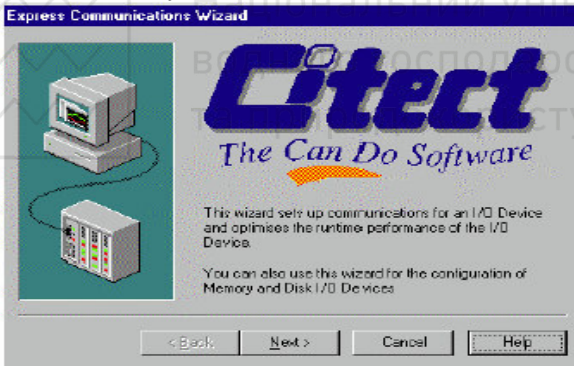 Express Communications Wizard
Citect
The Can Do Software
This wizard sets up communications for an I/O Device
and optimises the runtime performance of the I/O
Device.
You can also use this wizard for the configuration of
Memory and Disk I/O Devices
< Back
Next >
Cancel
Help